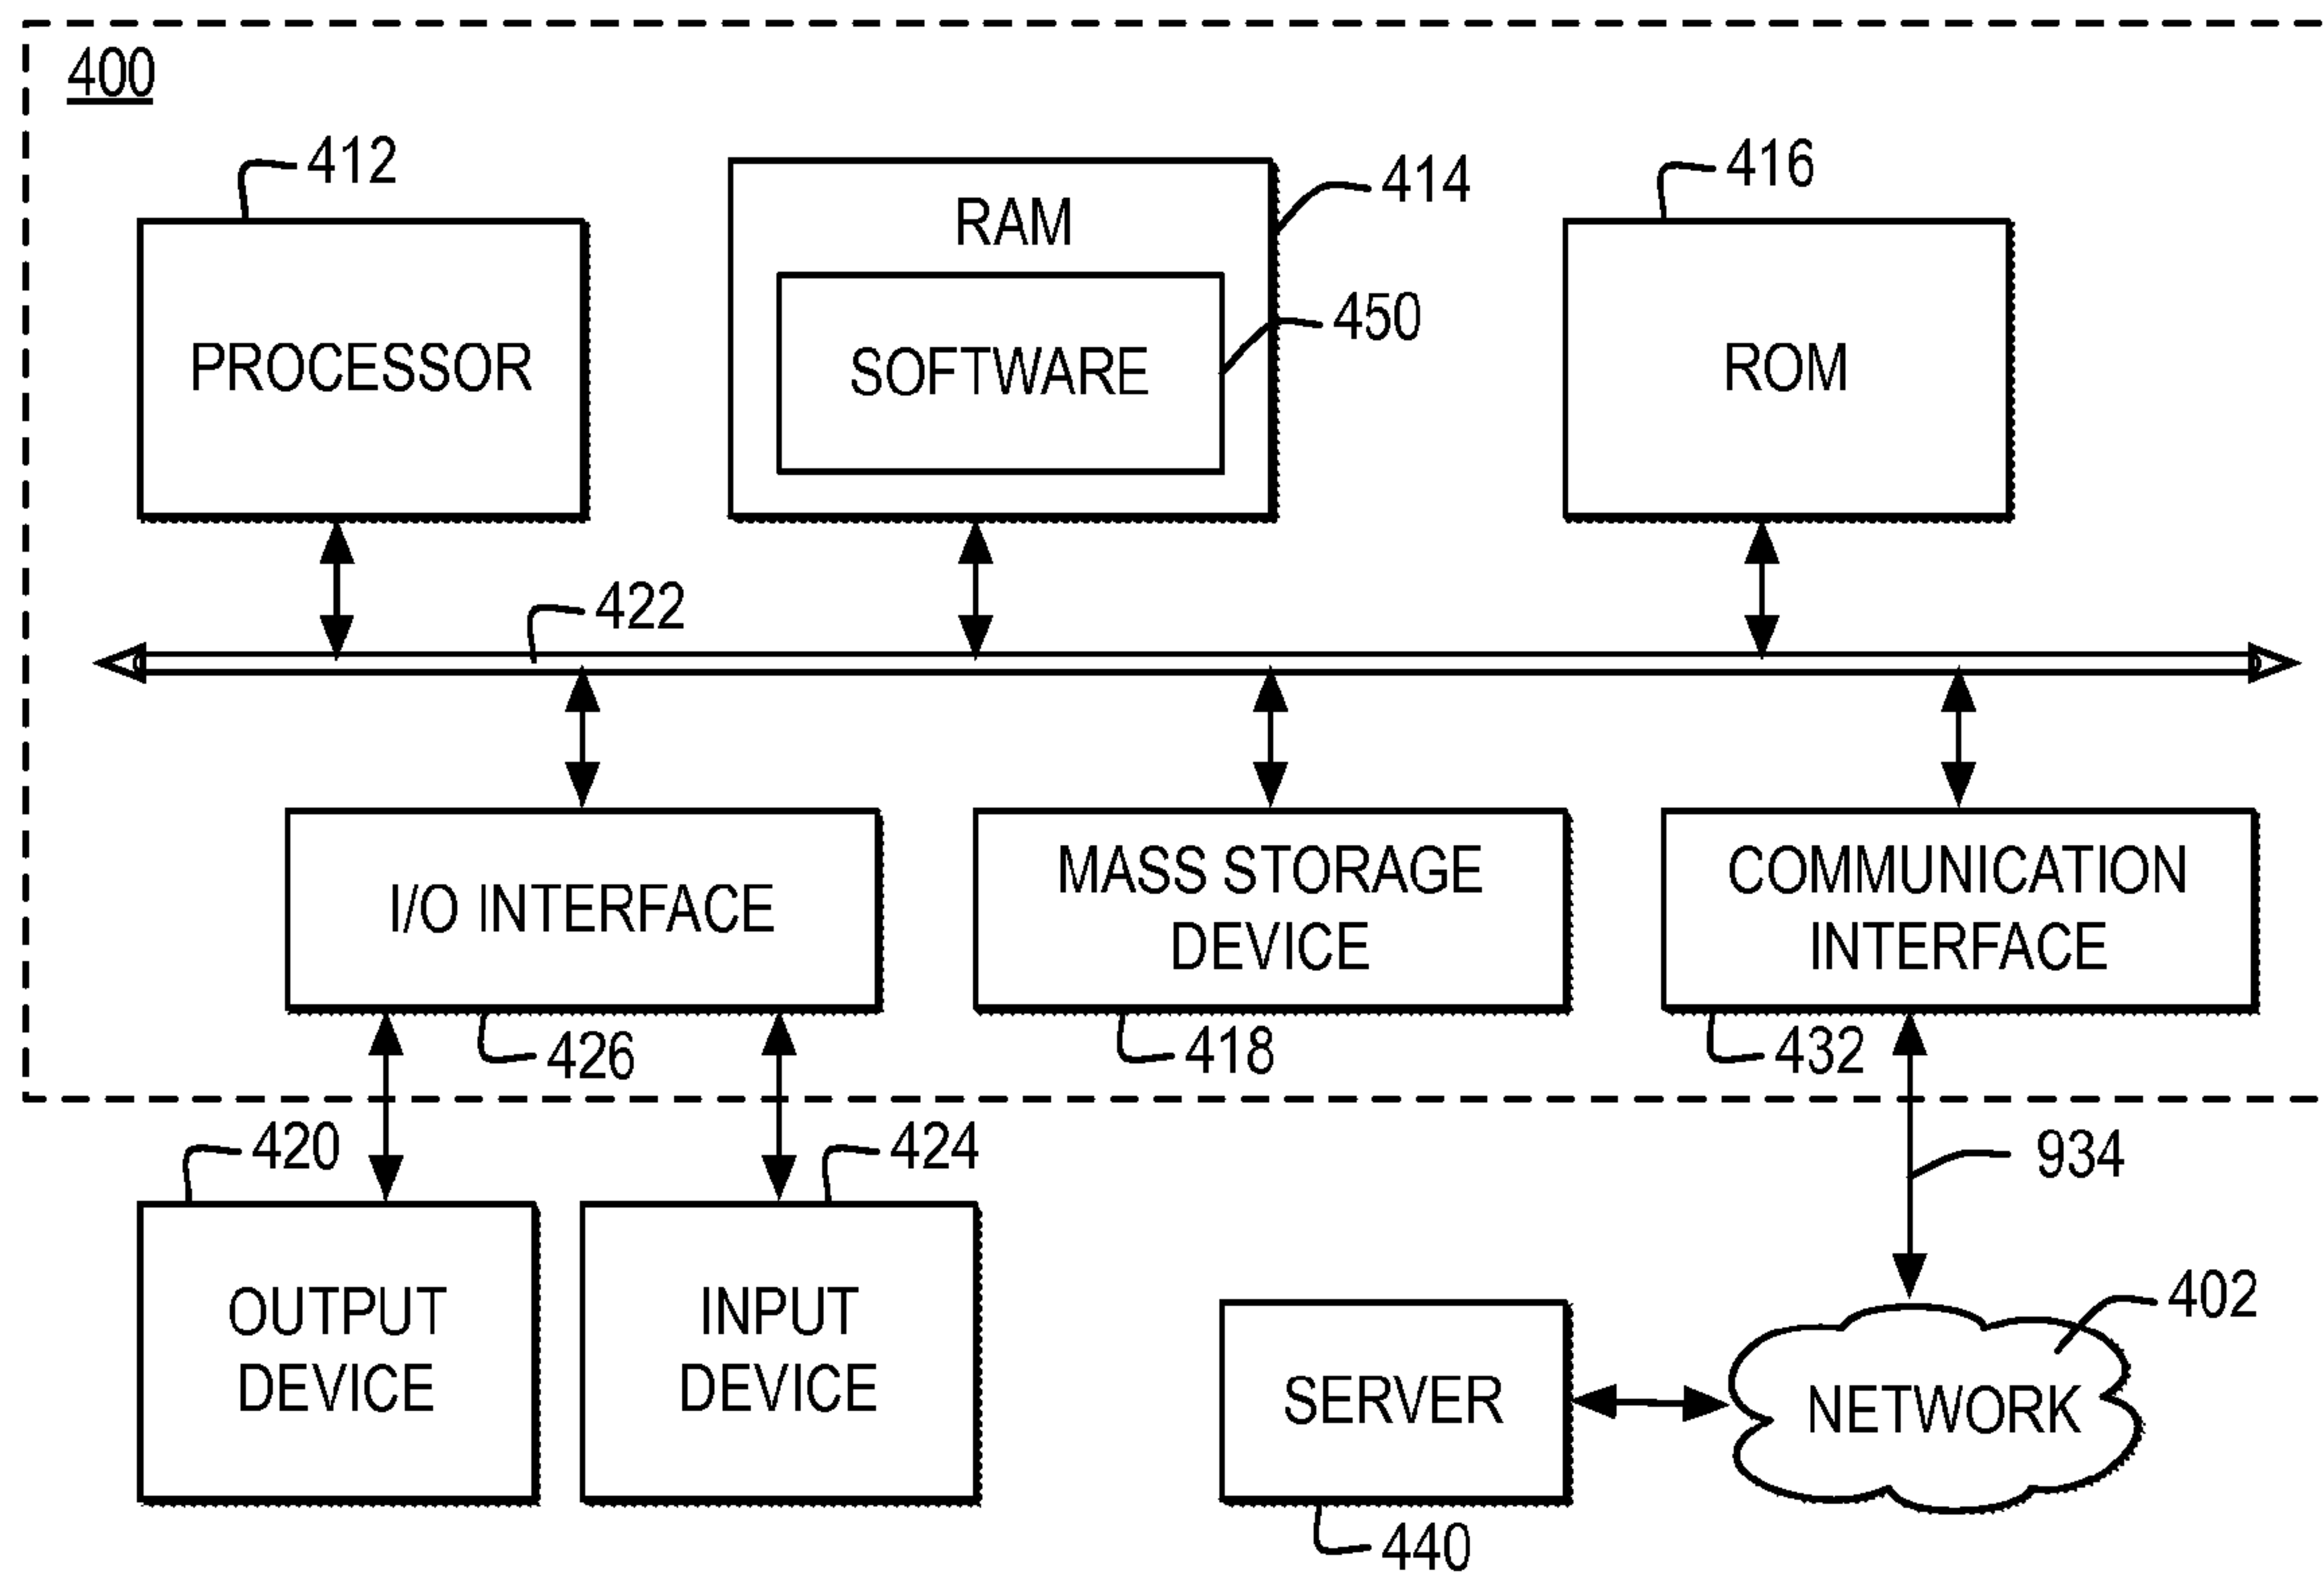 400
412
414
416
RAM
450
PROCESSOR
SOFTWARE
ROM
422
I/O INTERFACE
MASS STORAGE
DEVICE
COMMUNICATION
INTERFACE
426
418
432
420
424
934
OUTPUT
DEVICE
INPUT
DEVICE
SERVER
402
NETWORK
440